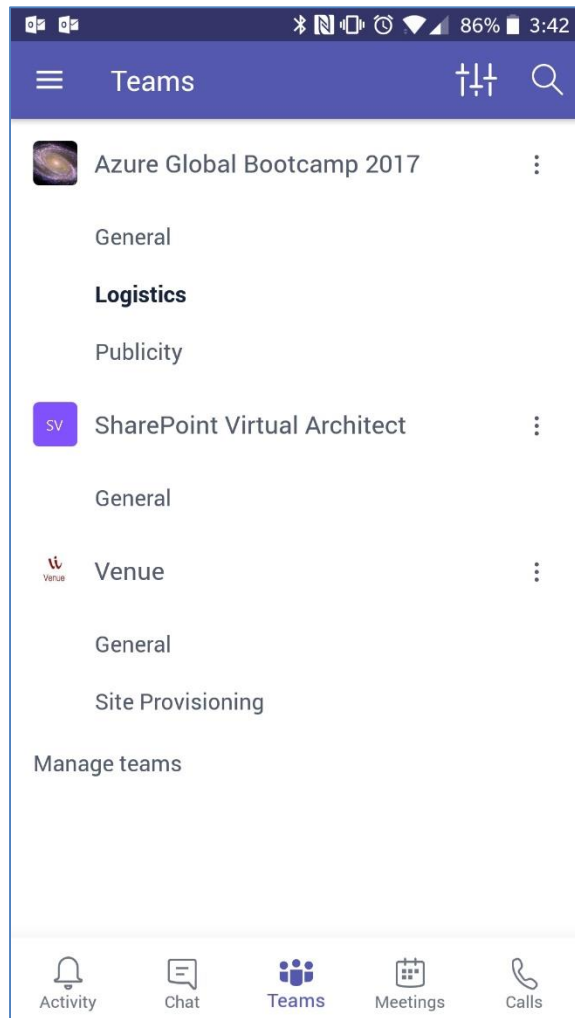 86% 3:42
Teams
Azure Global Bootcamp 2017
General
Logistics
Publicity
SV SharePoint Virtual Architect
General
Venue Venue
General
Site Provisioning
Manage teams
Activity Chat Teams Meetings Calls